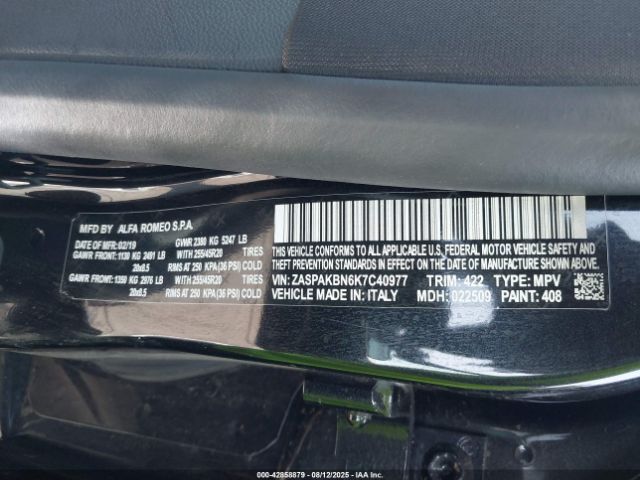 MFD BY ALFA ROMEO S.P.A.
DATE OF MFR: 02/19 GVWR 2380 KG 5247 LB
GAWR FRONT: 1130 KG 2491 LB WITH 255/45R20 TIRES
20x8.5 RIMS AT 250 KPA(36 PSI) COLD
GAWR FRONT: 1350 KG 2976 LB WITH 255/45R20 TIRES
20x8.5 RIMS AT 250 KPA (36 PSI) COLD
THIS VEHICLE CONFORMS TO ALL APPLICABLE U.S. FEDERAL MOTOR VEHICLE SAFETY, BUMPER, AND
THEFT PREVENTION STANDARDS IN EFFECT ON THE DATE OF MANUFACTURE SHOWN ABOVE
VIN: ZASPAKBN6K7C40977 TRIM: 422 TYPE: MPV
VEHICLE MADE IN: ITALY MDH: 022509 PAINT: 408
000-42858879 - 08/12/2025 - IAAI.COM